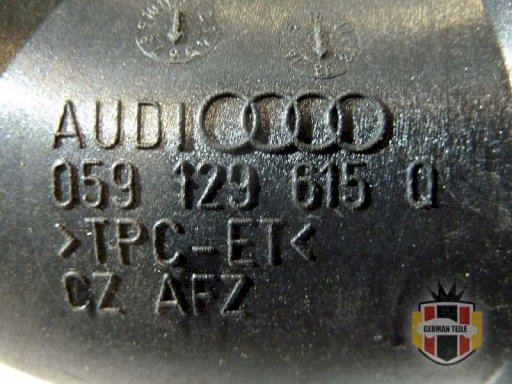 AUDI
059 129 615 Q
>TPC-ET<
CZ AFZ
GERMAN TEILE